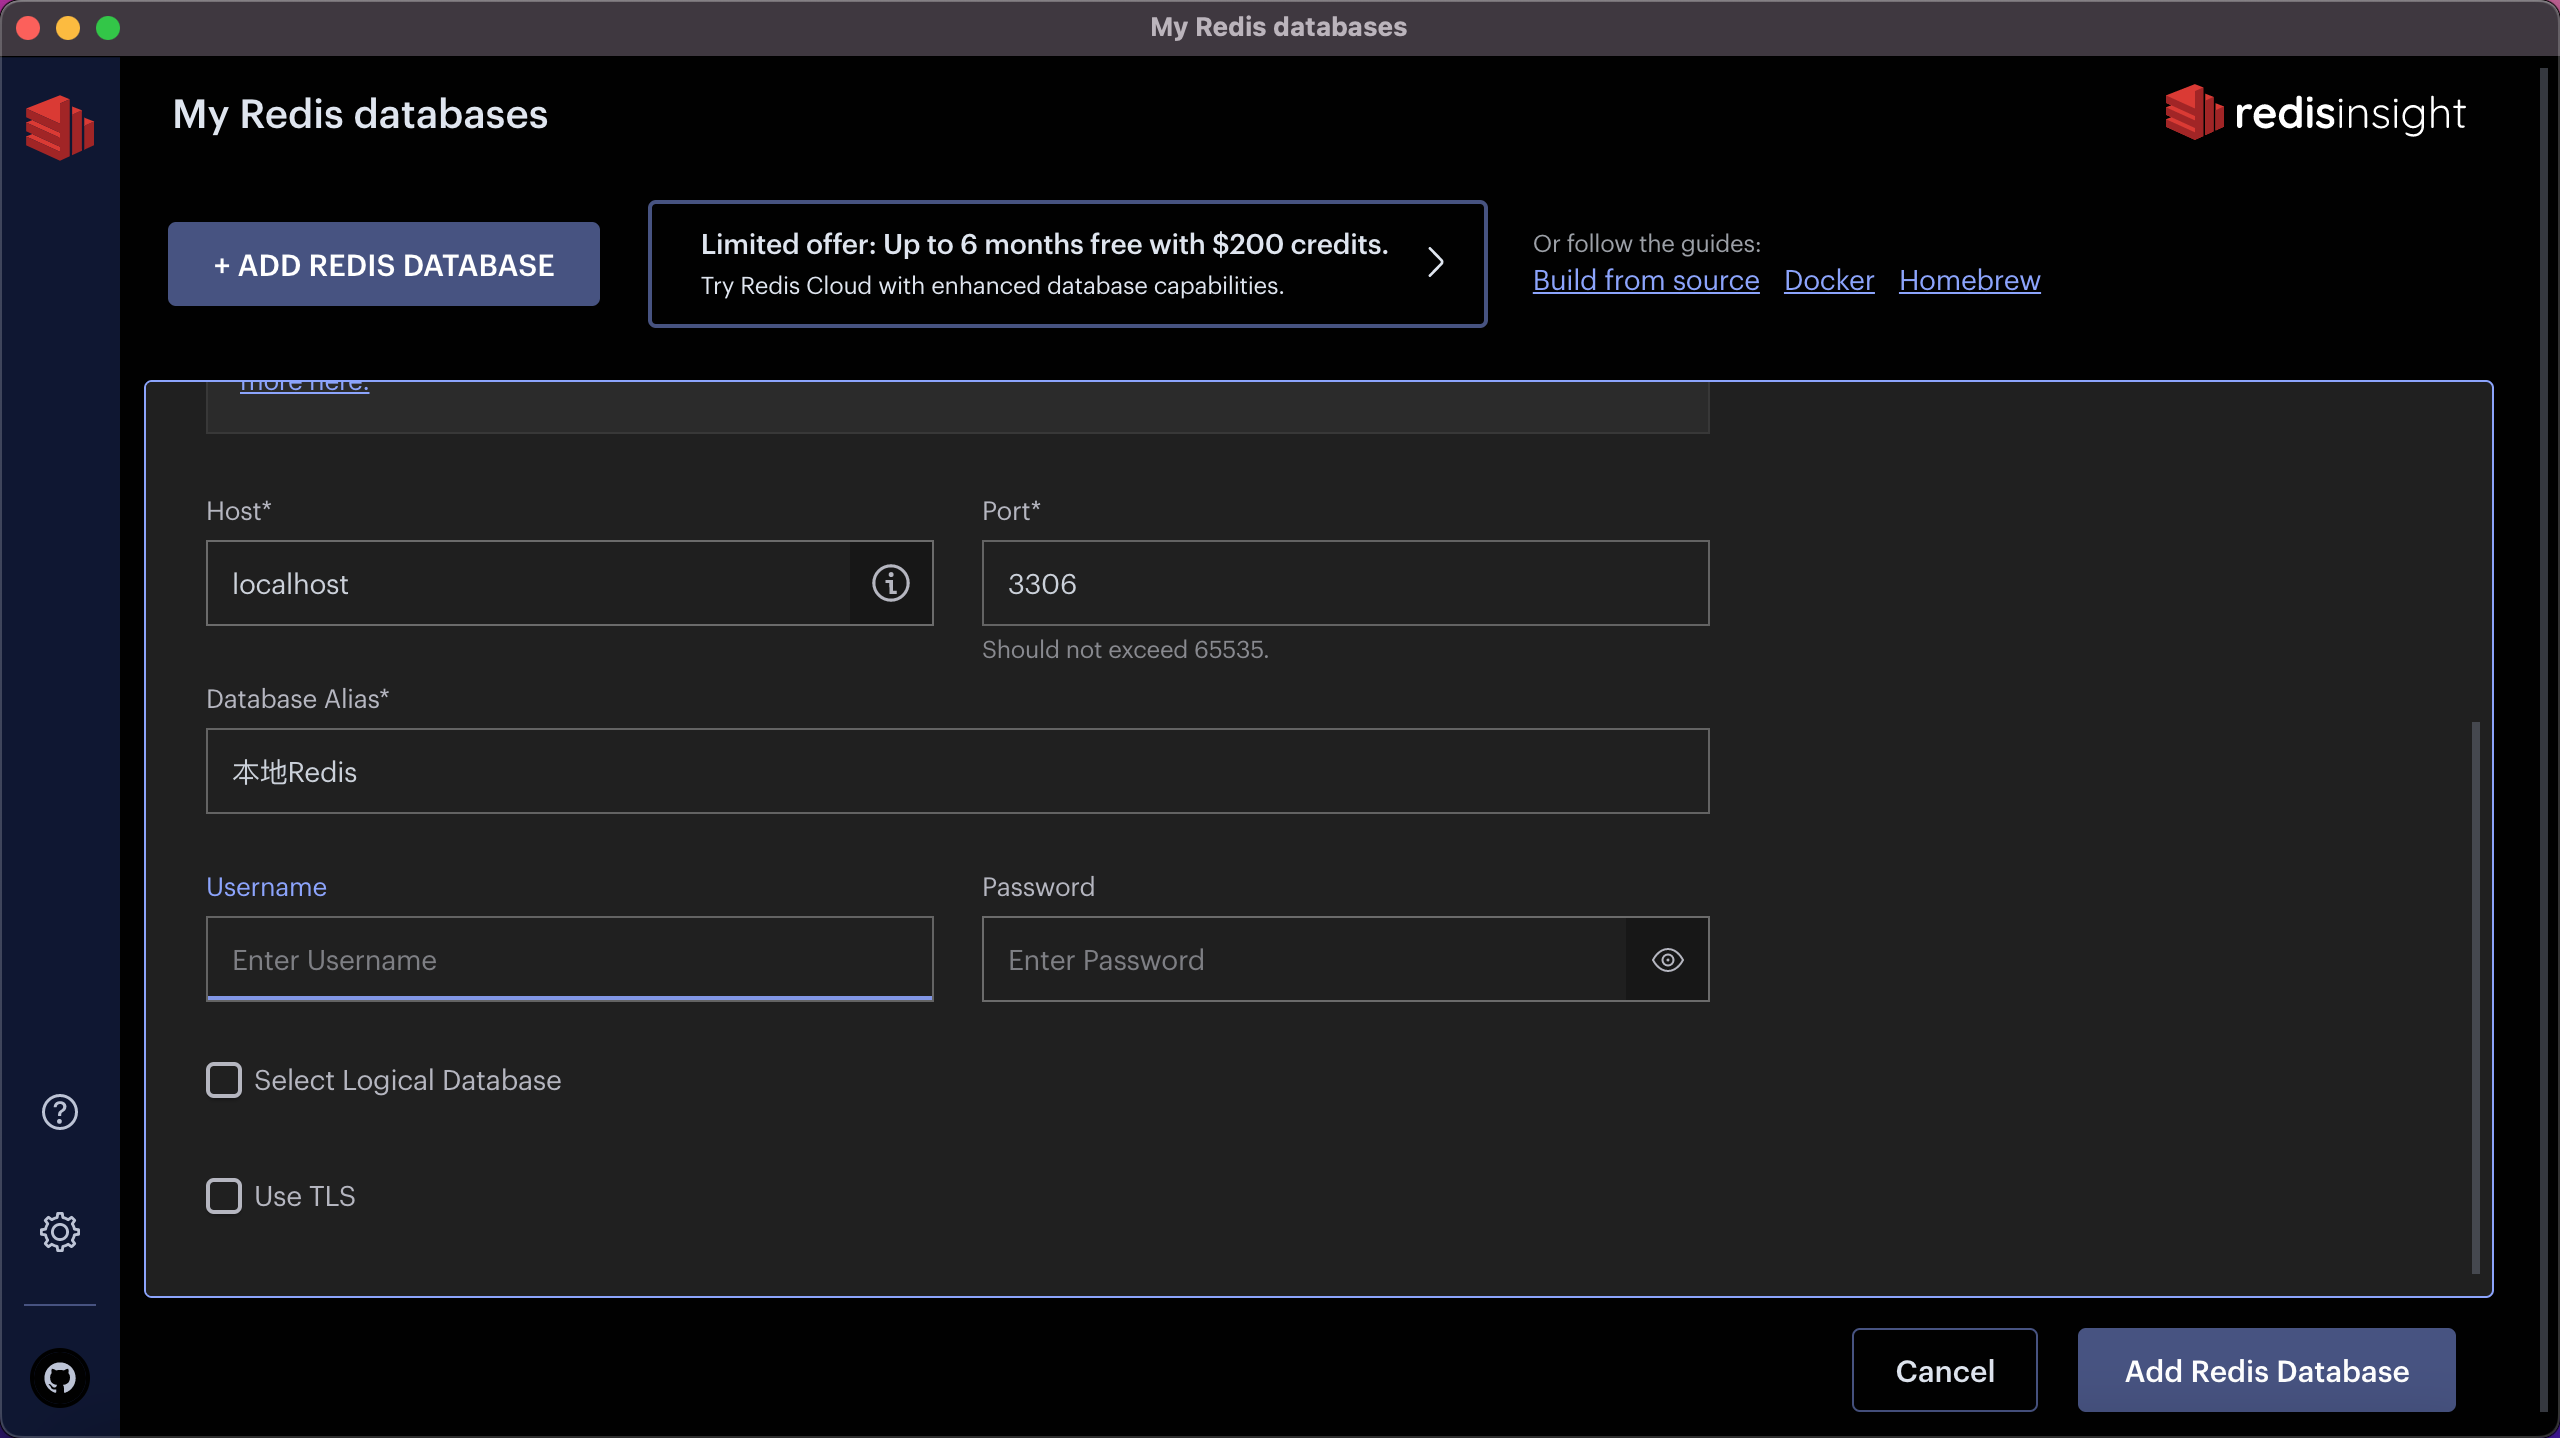 My Redis databases
My Redis databases
redisinsight
+ ADD REDIS DATABASE
Limited offer: Up to 6 months free with $200 credits.
Try Redis Cloud with enhanced database capabilities.
Or follow the guides:
Build from source Docker Homebrew
more here.
Host* Port*
localhost 3306
Should not exceed 65535.
Database Alias*
本地Redis
Username Password
Enter Username Enter Password
Select Logical Database
Use TLS
Cancel Add Redis Database